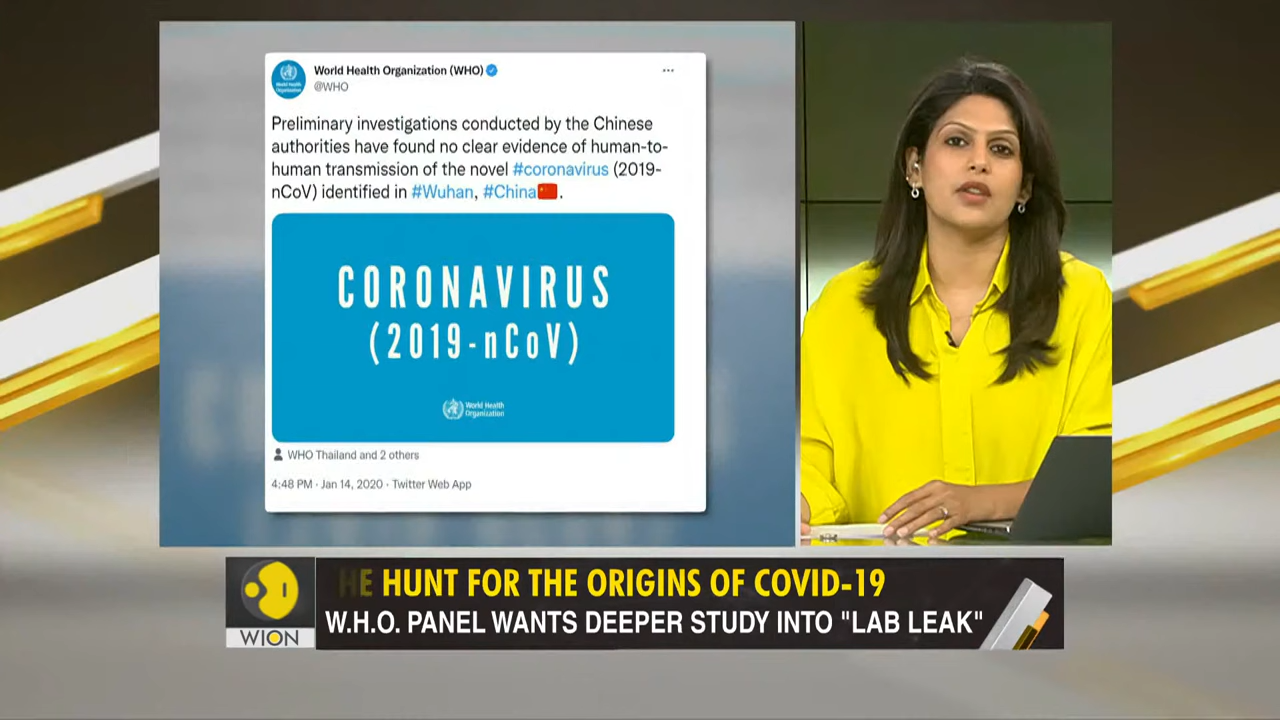 World Health Organization (WHO)
@WHO
Preliminary investigations conducted by the Chinese
authorities have found no clear evidence of human-to-
human transmission of the novel #coronavirus (2019-
nCoV) identified in #Wuhan, #China🇨🇳.
CORONAVIRUS
(2019-nCoV)
World Health
Organization
WHO Thailand and 2 others
4:48 PM · Jan 14, 2020 · Twitter Web App
HE HUNT FOR THE ORIGINS OF COVID-19
W.H.O. PANEL WANTS DEEPER STUDY INTO "LAB LEAK"
WION